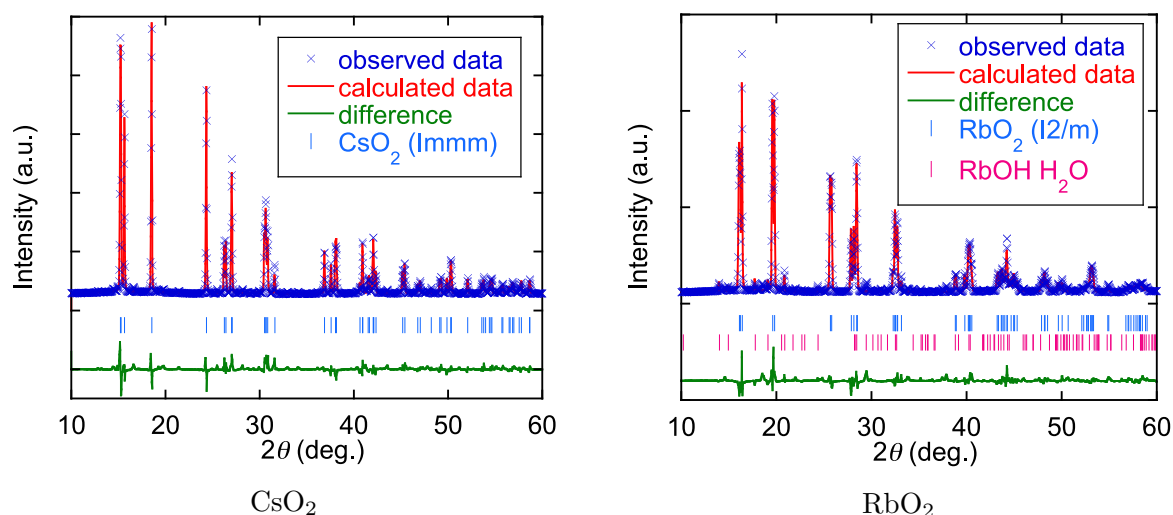 Intensity (a.u.)
observed data
calculated data
difference
CsO₂ (Immm)
10 20 30 40 50 60
2θ (deg.)
CsO₂
Intensity (a.u.)
observed data
calculated data
difference
RbO₂ (I2/m)
RbOH H₂O
10 20 30 40 50 60
2θ (deg.)
RbO₂